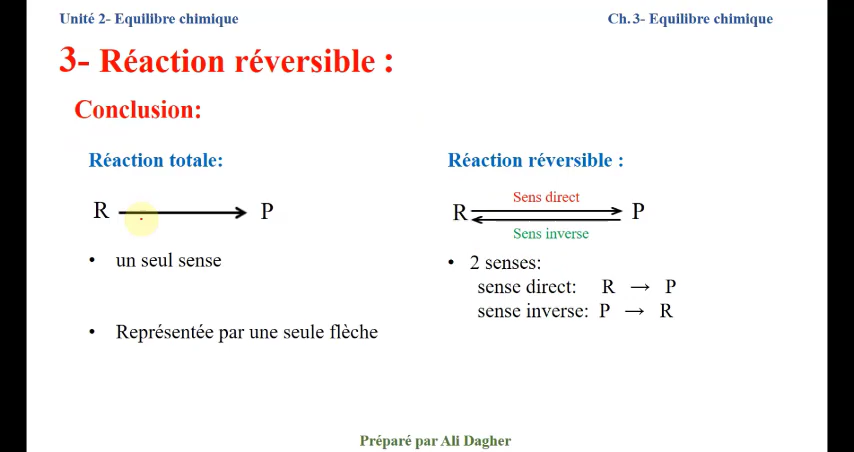 Unité 2- Equilibre chimique
Ch. 3- Equilibre chimique
3- Réaction réversible :
Conclusion:
Réaction totale:
R P
• un seul sense
• Représentée par une seule flèche
Réaction réversible :
Sens direct
R P
Sens inverse
• 2 senses:
sense direct: R → P
sense inverse: P → R
Préparé par Ali Dagher